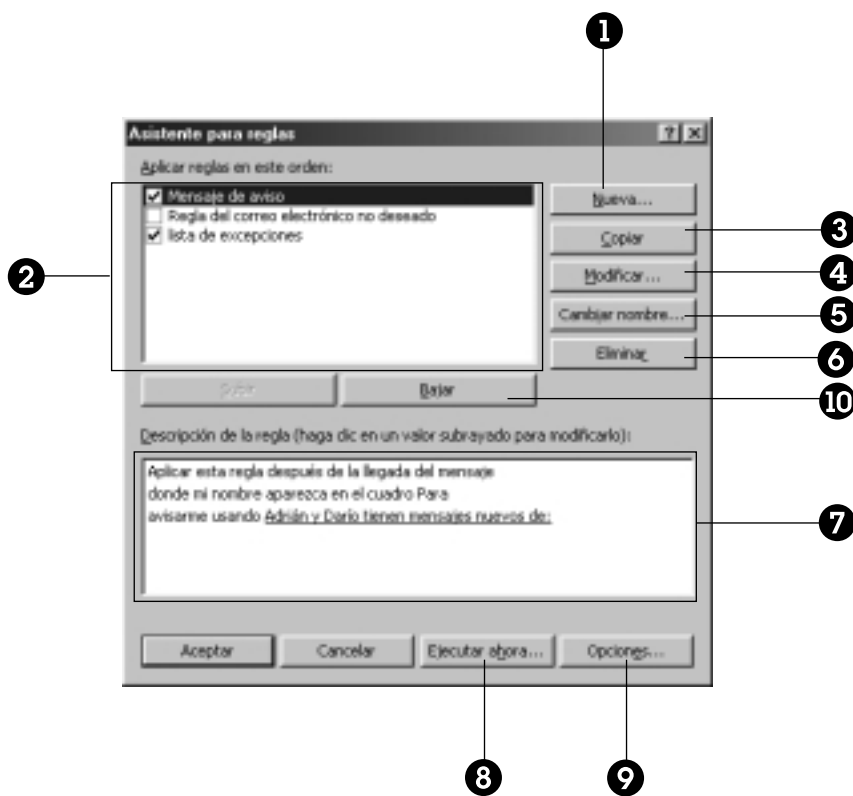 1
Asistente para reglas
Aplicar reglas en este orden:
Mensaje de aviso
Regla del correo electrónico no deseado
lista de excepciones
Nueva...
Copiar
Modificar...
Cambiar nombre...
Eliminar
2
3
4
5
6
Subir
Bajar
10
Descripción de la regla (haga clic en un valor subrayado para modificarlo):
Aplicar esta regla después de la llegada del mensaje
donde mi nombre aparezca en el cuadro Para
avisarme usando Adrián y Darío tienen mensajes nuevos de:
7
Aceptar
Cancelar
Ejecutar ahora...
Opciones...
8
9